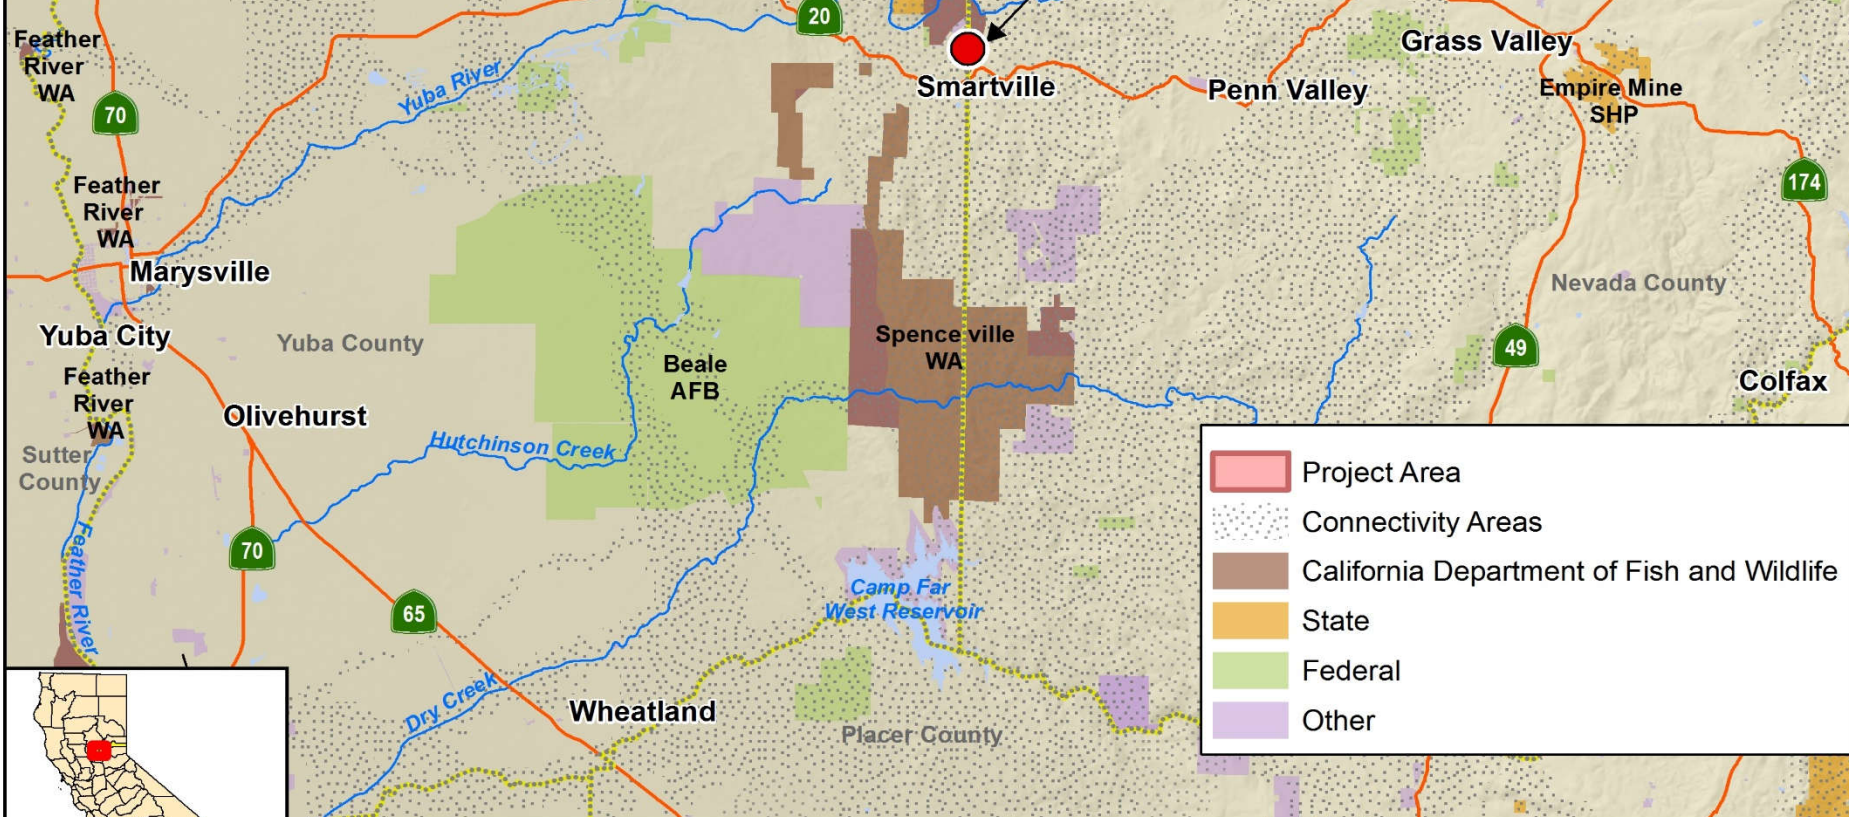 20
Feather
River
WA
70
Yuba River
Smartville
Penn Valley
Grass Valley
Empire Mine
SHP
174
Feather
River
WA
Marysville
Yuba City
Yuba County
Feather
River
WA
Olivehurst
Sutter
County
Hutchinson Creek
Beale
AFB
Spenceville
WA
Nevada County
49
Colfax
70
Feather River
65
Camp Far
West Reservoir
Dry Creek
Wheatland
Placer County
Project Area
Connectivity Areas
California Department of Fish and Wildlife
State
Federal
Other